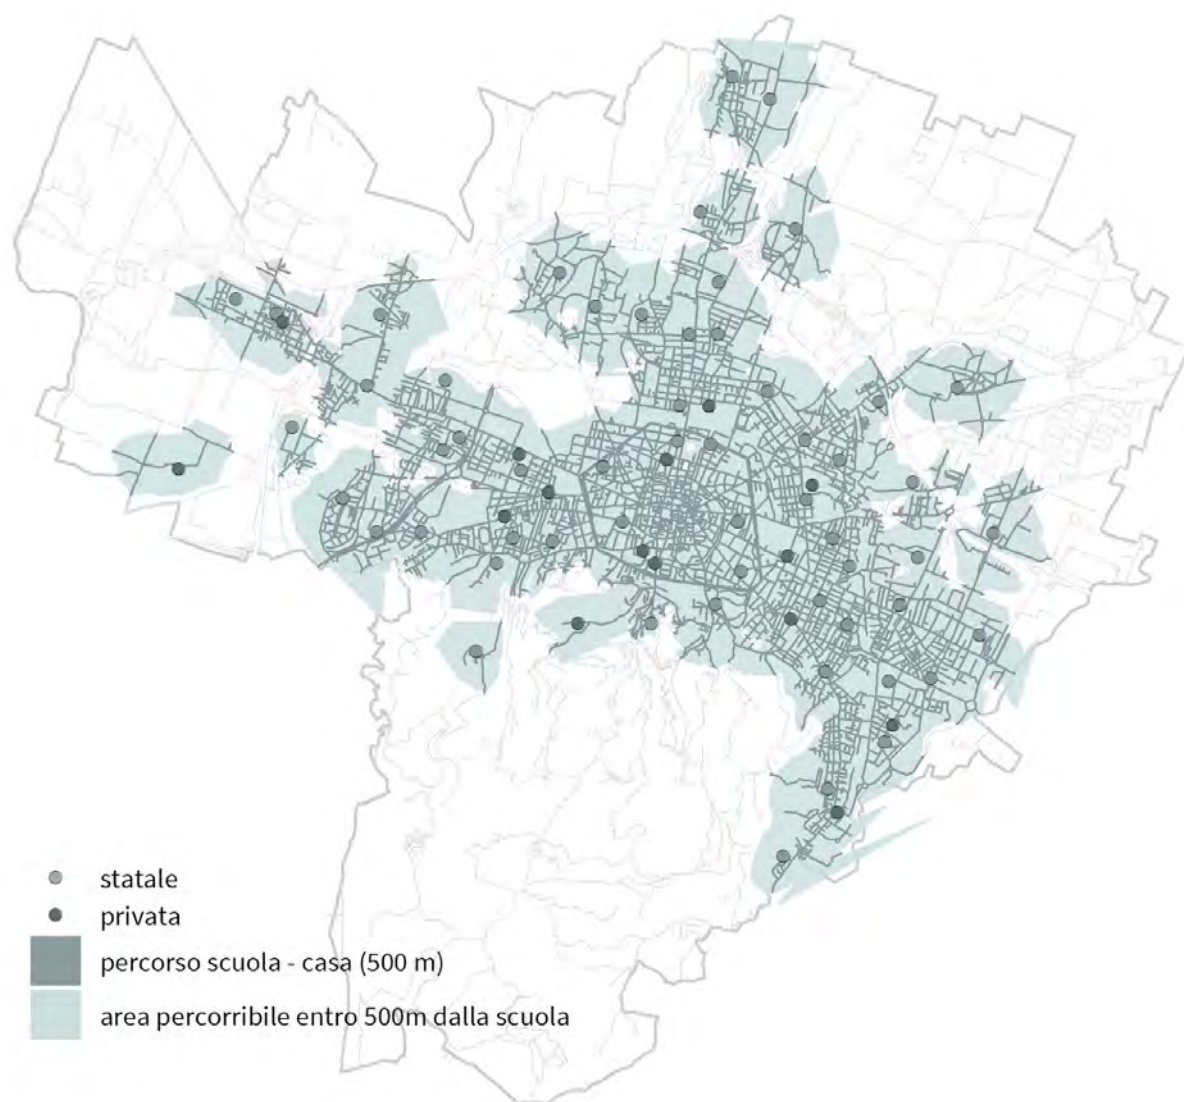 statale
privata
percorso scuola - casa (500 m)
area percorribile entro 500m dalla scuola